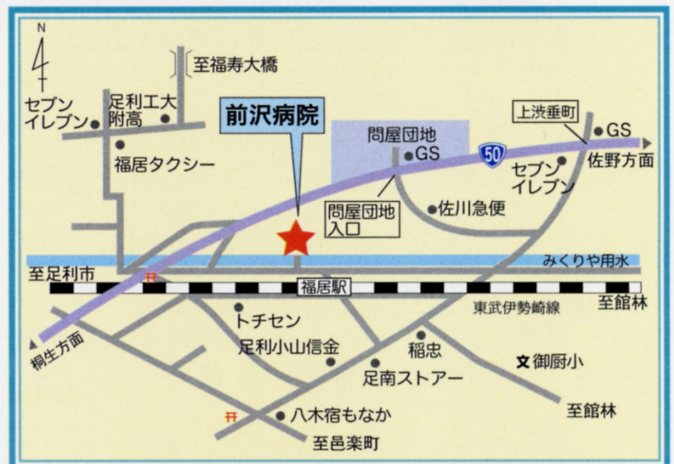 N
至福寿大橋
セブン
イレブン
足利工大
附高
福居タクシー
前沢病院
問屋団地
GS
50
上渋垂町
GS
佐野方面
セブン
イレブン
問屋団地
入口
佐川急便
みくりや用水
至足利市
福居駅
東武伊勢崎線
至館林
桐生方面
トチセン
足利小山信金
稲忠
足南ストアー
文 御厨小
至館林
八木宿もなか
至邑楽町